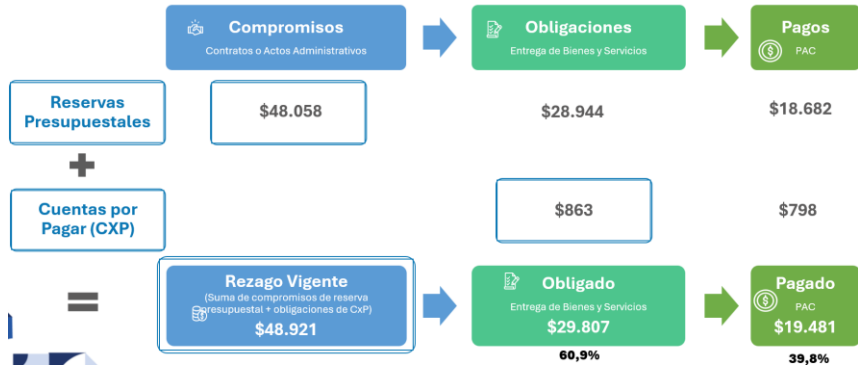 Compromisos
Contratos o Actos Administrativos
Obligaciones
Entrega de Bienes y Servicios
Pagos
PAC
Reservas
Presupuestales
$48.058
$28.944
$18.682
+
Cuentas por
Pagar (CXP)
$863
$798
=
Rezago Vigente
(Suma de compromisos de reserva
presupuestal + obligaciones de CxP)
$48.921
Obligado
Entrega de Bienes y Servicios
$29.807
60,9%
Pagado
PAC
$19.481
39,8%